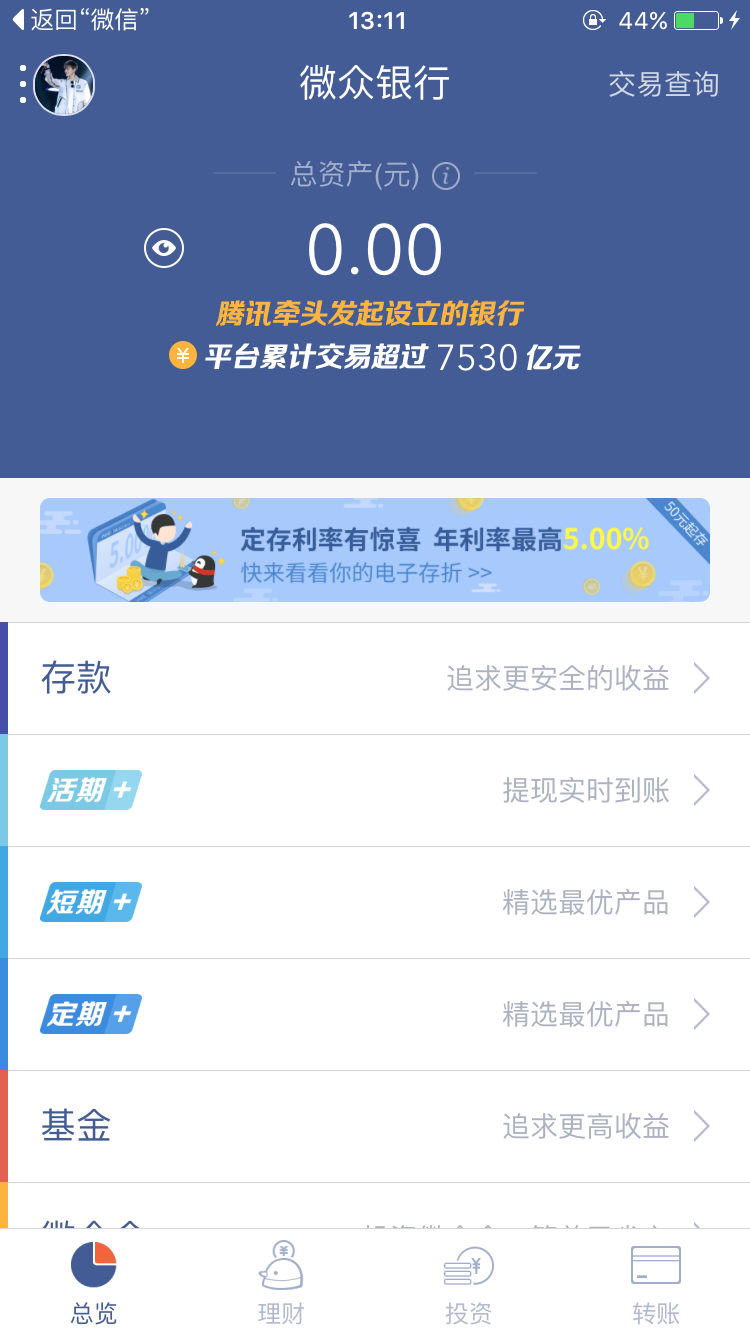 返回“微信”
13:11
44%
微众银行
交易查询
总资产(元)
0.00
腾讯牵头发起设立的银行
平台累计交易超过 7530 亿元
定存利率有惊喜 年利率最高5.00%
快来看看你的电子存折 >>
50元起存
存款
追求更安全的收益
活期+
提现实时到账
短期+
精选最优产品
定期+
精选最优产品
基金
追求更高收益
总览
理财
投资
转账